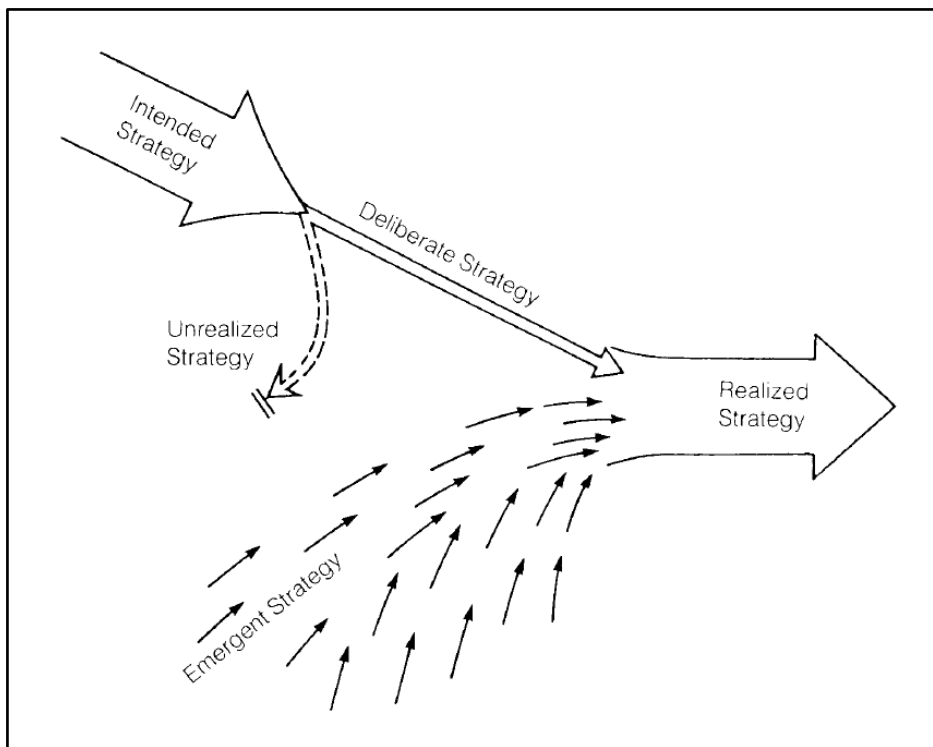 Intended
Strategy
Deliberate Strategy
Unrealized
Strategy
Realized
Strategy
Emergent Strategy